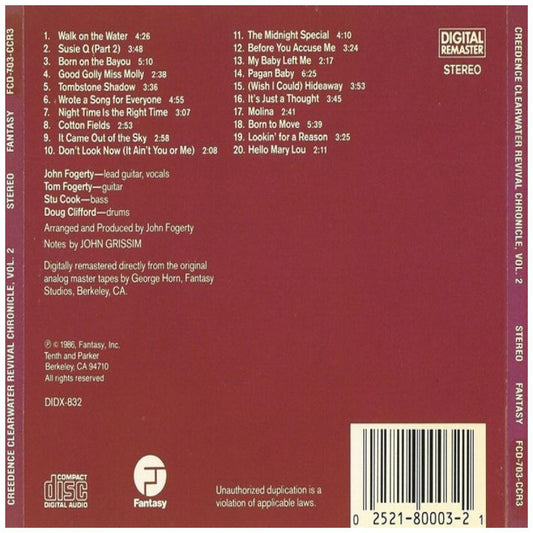 CREEDENCE CLEARWATER REVIVAL CHRONICLE, VOL. 2 STEREO FANTASY FCD-703-CCR3
1. Walk on the Water 4:26
2. Susie Q (Part 2) 3:48
3. Born on the Bayou 5:10
4. Good Golly Miss Molly 2:38
5. Tombstone Shadow 3:36
6. Wrote a Song for Everyone 4:55
7. Night Time Is the Right Time 3:07
8. Cotton Fields 2:53
9. It Came Out of the Sky 2:58
10. Don't Look Now (It Ain't You or Me) 2:08
11. The Midnight Special 4:10
12. Before You Accuse Me 3:24
13. My Baby Left Me 2:17
14. Pagan Baby 6:25
15. (Wish I Could) Hideaway 3:53
16. It's Just a Thought 3:45
17. Molina 2:41
18. Born to Move 5:39
19. Lookin' for a Reason 3:25
20. Hello Mary Lou 2:11
DIGITAL
REMASTER
STEREO
John Fogerty—lead guitar, vocals
Tom Fogerty—guitar
Stu Cook—bass
Doug Clifford—drums
Arranged and Produced by John Fogerty
Notes by JOHN GRISSIM
Digitally remastered directly from the original
analog master tapes by George Horn, Fantasy
Studios, Berkeley, CA.
℗ © 1986, Fantasy, Inc.
Tenth and Parker
Berkeley, CA 94710
All rights reserved
DIDX-832
COMPACT
disc
DIGITAL AUDIO
Fantasy
Unauthorized duplication is a
violation of applicable laws.
0 2521-80003-2 1
CREEDENCE CLEARWATER REVIVAL CHRONICLE, VOL. 2 STEREO FANTASY FCD-703-CCR3